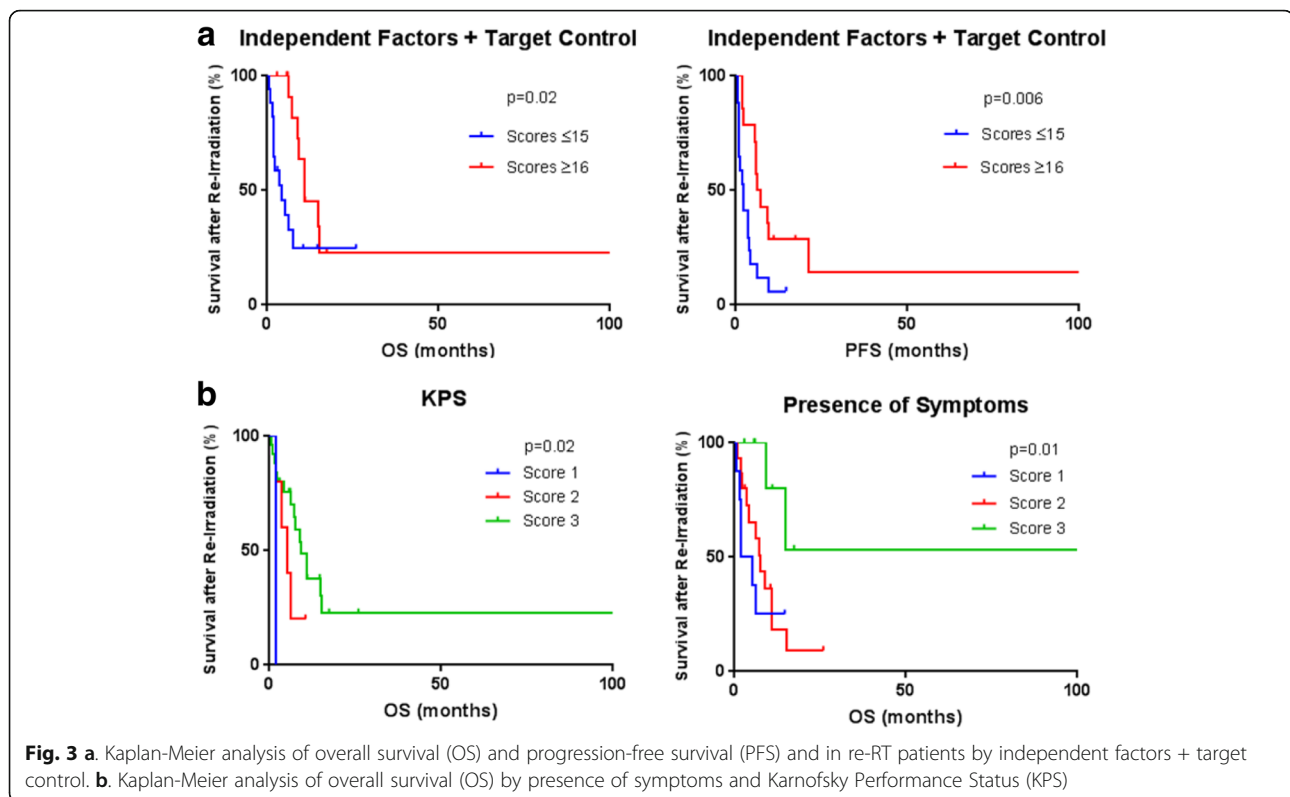 a
Independent Factors + Target Control
Survival after Re-Irradiation (%)
100
50
0
p=0.02
Scores ≤15
Scores ≥16
0 50 100
OS (months)
Independent Factors + Target Control
Survival after Re-Irradiation (%)
100
50
0
p=0.006
Scores ≤15
Scores ≥16
0 50 100
PFS (months)
b
KPS
Survival after Re-Irradiation (%)
100
50
0
p=0.02
Score 1
Score 2
Score 3
0 50 100
OS (months)
Presence of Symptoms
Survival after Re-Irradiation (%)
100
50
0
p=0.01
Score 1
Score 2
Score 3
0 50 100
OS (months)
Fig. 3 a. Kaplan-Meier analysis of overall survival (OS) and progression-free survival (PFS) and in re-RT patients by independent factors + target
control. b. Kaplan-Meier analysis of overall survival (OS) by presence of symptoms and Karnofsky Performance Status (KPS)